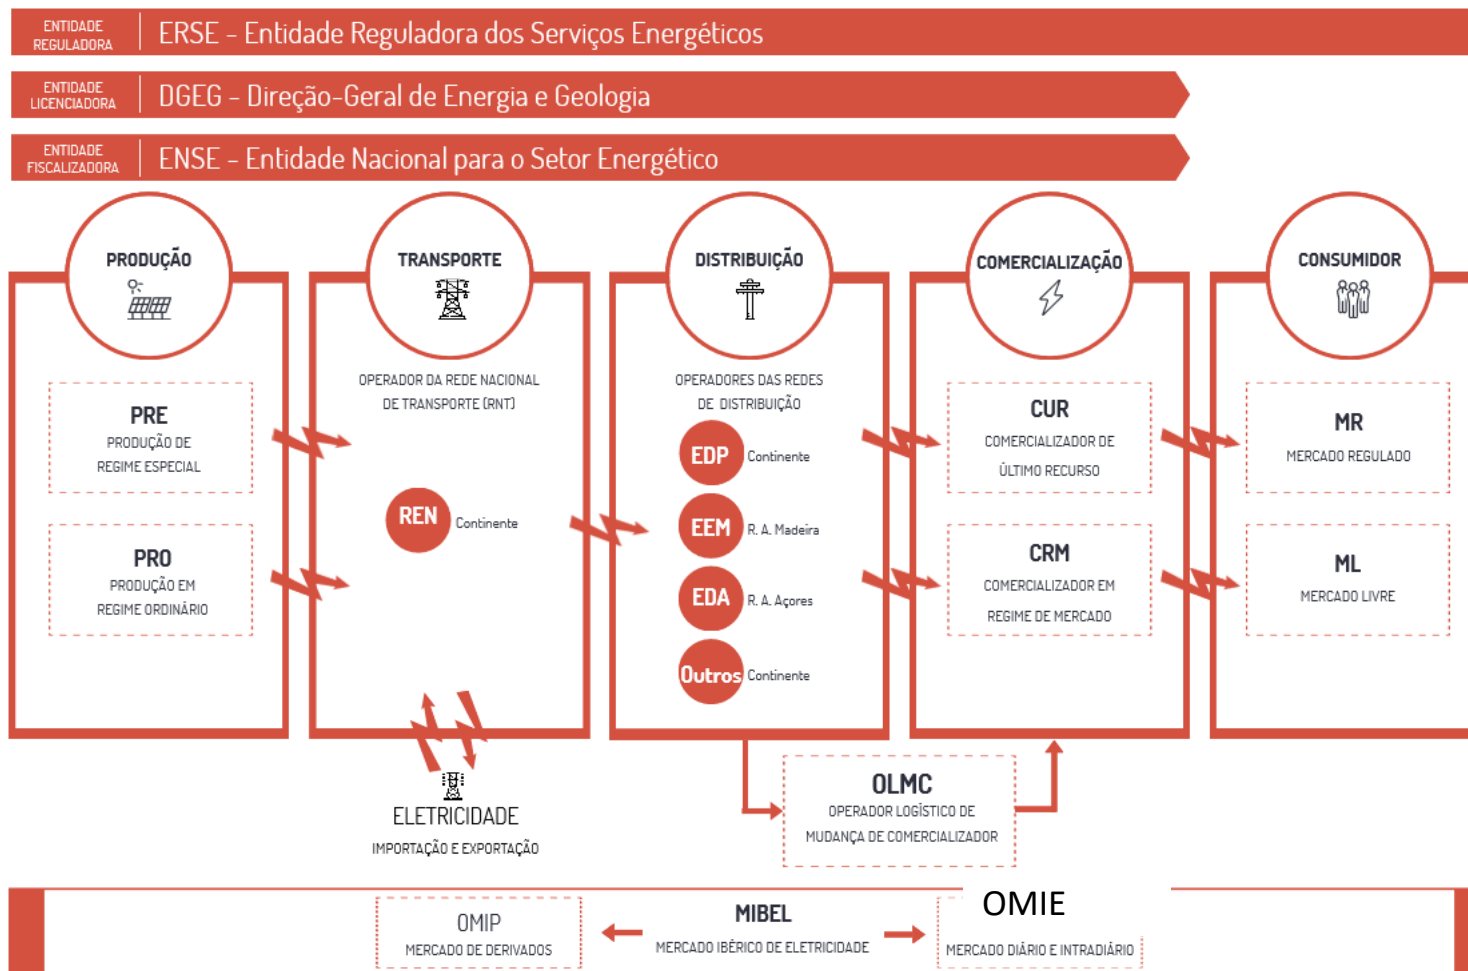 ENTIDADE
REGULADORA
ERSE – Entidade Reguladora dos Serviços Energéticos
ENTIDADE
LICENCIADORA
DGEG – Direção-Geral de Energia e Geologia
ENTIDADE
FISCALIZADORA
ENSE – Entidade Nacional para o Setor Energético
PRODUÇÃO
PRE
PRODUÇÃO DE
REGIME ESPECIAL
PRO
PRODUÇÃO EM
REGIME ORDINÁRIO
TRANSPORTE
OPERADOR DA REDE NACIONAL
DE TRANSPORTE (RNT)
REN Continente
ELETRICIDADE
IMPORTAÇÃO E EXPORTAÇÃO
DISTRIBUIÇÃO
OPERADORES DAS REDES
DE DISTRIBUIÇÃO
EDP Continente
EEM R. A. Madeira
EDA R. A. Açores
Outros Continente
COMERCIALIZAÇÃO
CUR
COMERCIALIZADOR DE
ÚLTIMO RECURSO
CRM
COMERCIALIZADOR EM
REGIME DE MERCADO
OLMC
OPERADOR LOGÍSTICO DE
MUDANÇA DE COMERCIALIZADOR
CONSUMIDOR
MR
MERCADO REGULADO
ML
MERCADO LIVRE
OMIP
MERCADO DE DERIVADOS
MIBEL
MERCADO IBÉRICO DE ELETRICIDADE
OMIE
MERCADO DIÁRIO E INTRADIÁRIO